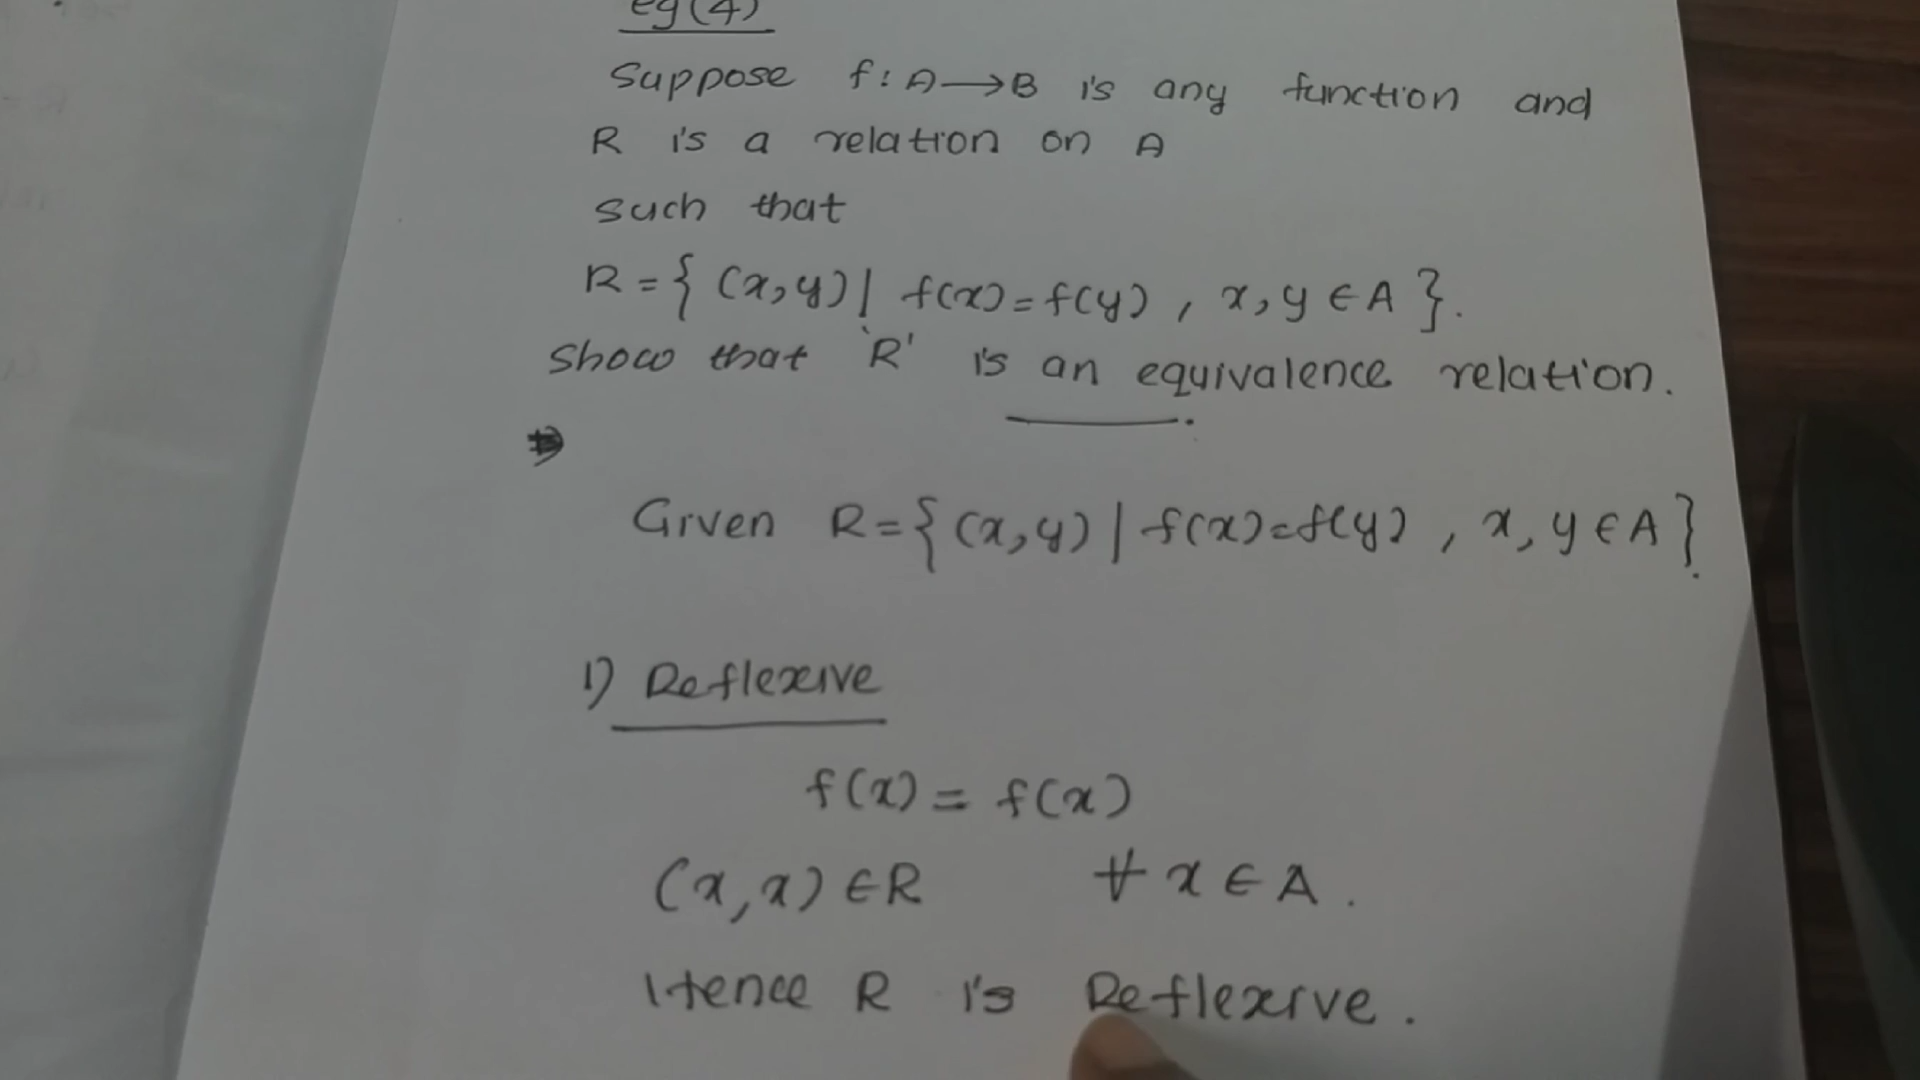 eg(4)
Suppose f: A→B is any function and
R is a relation on A
such that
R = { (x,y) | f(x)=f(y) , x,y ∈ A }.
Show that 'R' is an equivalence relation.
Given R={(x,y) | f(x)=f(y) , x,y ∈ A}.
1) Reflexive
f(x) = f(x)
(x,x) ∈ R ∀ x ∈ A.
Hence R is Reflexive.